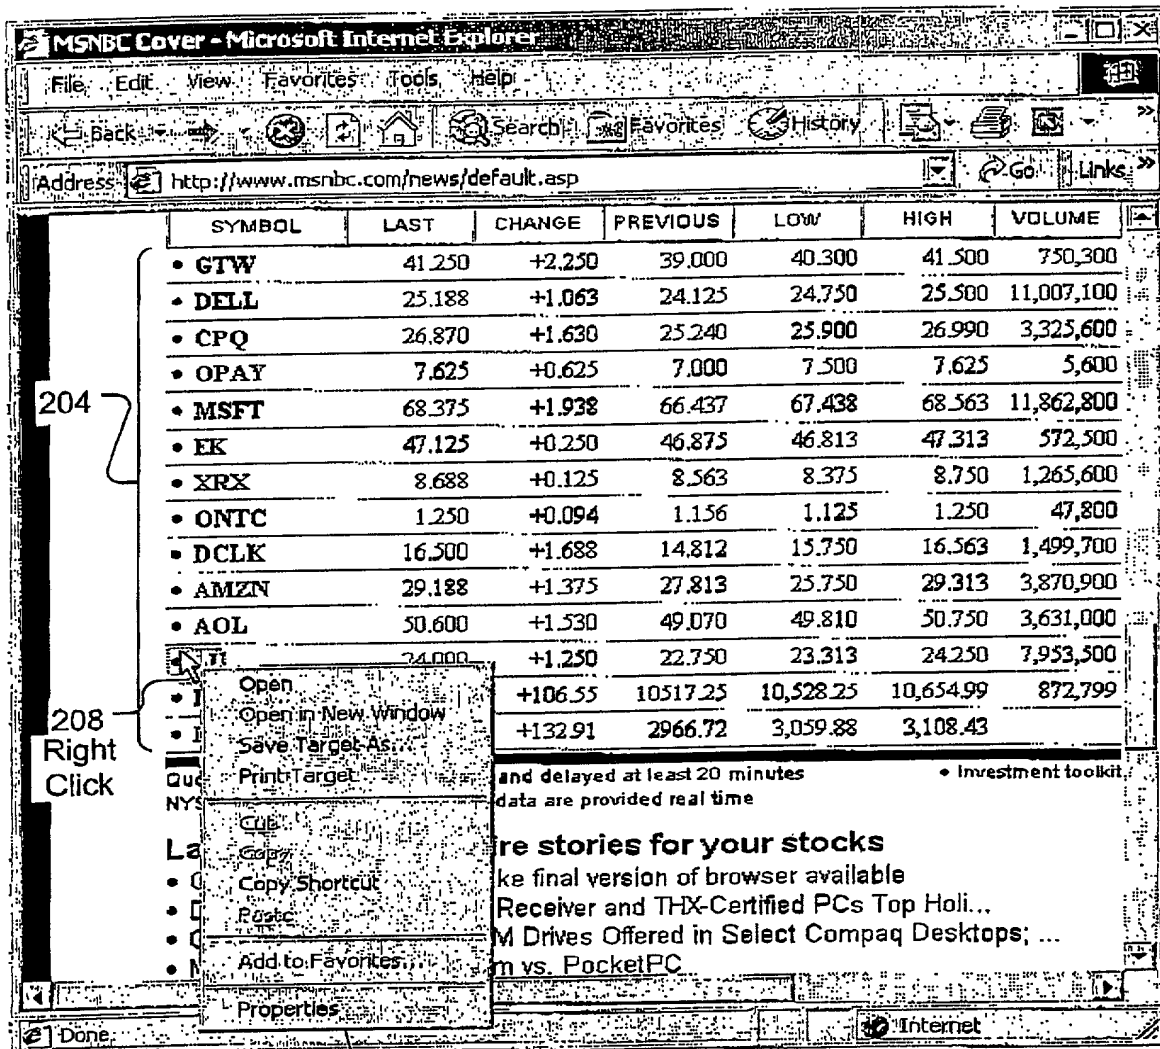 MSNBC Cover - Microsoft Internet Explorer
File Edit View Favorites Tools Help
Back Search Favorites History »
Address http://www.msnbc.com/news/default.asp Go Links »
SYMBOL LAST CHANGE PREVIOUS LOW HIGH VOLUME
• GTW 41.250 +2.250 39.000 40.300 41.500 750,300
• DELL 25.188 +1.063 24.125 24.750 25.500 11,007,100
• CPQ 26.870 +1.630 25.240 25.900 26.990 3,325,600
• OPAY 7.625 +0.625 7.000 7.500 7.625 5,600
204
• MSFT 68.375 +1.938 66.437 67.438 68.563 11,862,800
• EK 47.125 +0.250 46.875 46.813 47.313 572,500
• XRX 8.688 +0.125 8.563 8.375 8.750 1,265,600
• ONTC 1.250 +0.094 1.156 1.125 1.250 47,800
• DCLK 16.500 +1.688 14.812 15.750 16.563 1,499,700
• AMZN 29.188 +1.375 27.813 25.750 29.313 3,870,900
• AOL 50.600 +1.530 49.070 49.810 50.750 3,631,000
24.000 +1.250 22.750 23.313 24.250 7,953,500
+106.55 10517.25 10,528.25 10,654.99 872,799
+132.91 2966.72 3,059.88 3,108.43
208
Right
Click
Open
Open in New Window
Save Target As...
Print Target
Cut
Copy
Copy Shortcut
Paste
Add to Favorites...
Properties
and delayed at least 20 minutes • Investment toolkit
NYS data are provided real time
La re stories for your stocks
ke final version of browser available
Receiver and THX-Certified PCs Top Holi...
M Drives Offered in Select Compaq Desktops; ...
m vs. PocketPC
Done Internet